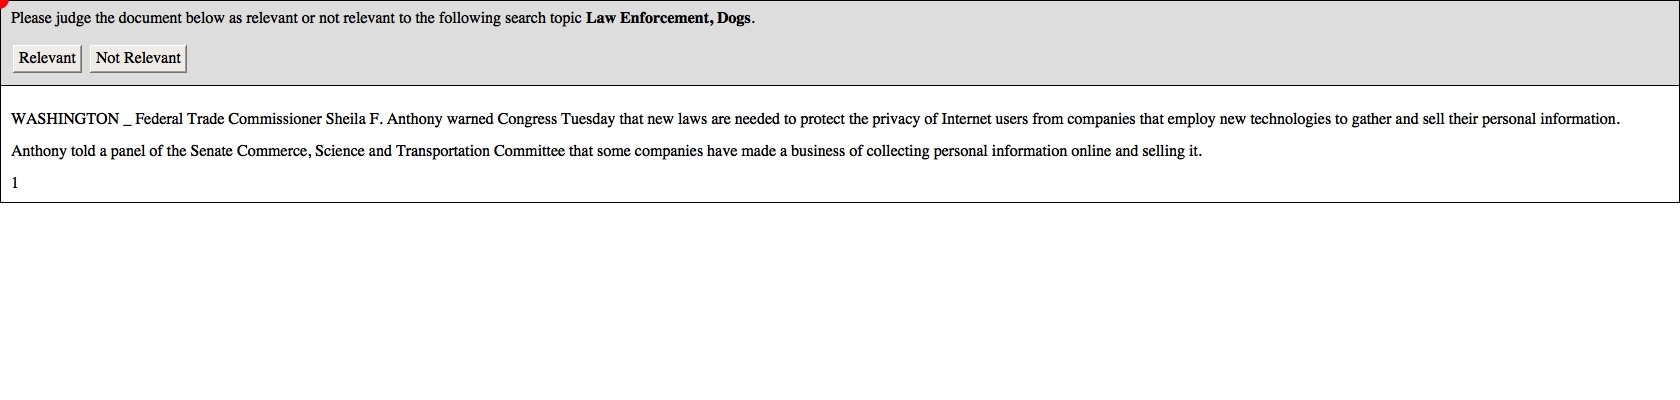 Please judge the document below as relevant or not relevant to the following search topic Law Enforcement, Dogs.
Relevant Not Relevant
WASHINGTON _ Federal Trade Commissioner Sheila F. Anthony warned Congress Tuesday that new laws are needed to protect the privacy of Internet users from companies that employ new technologies to gather and sell their personal information.
Anthony told a panel of the Senate Commerce, Science and Transportation Committee that some companies have made a business of collecting personal information online and selling it.
1